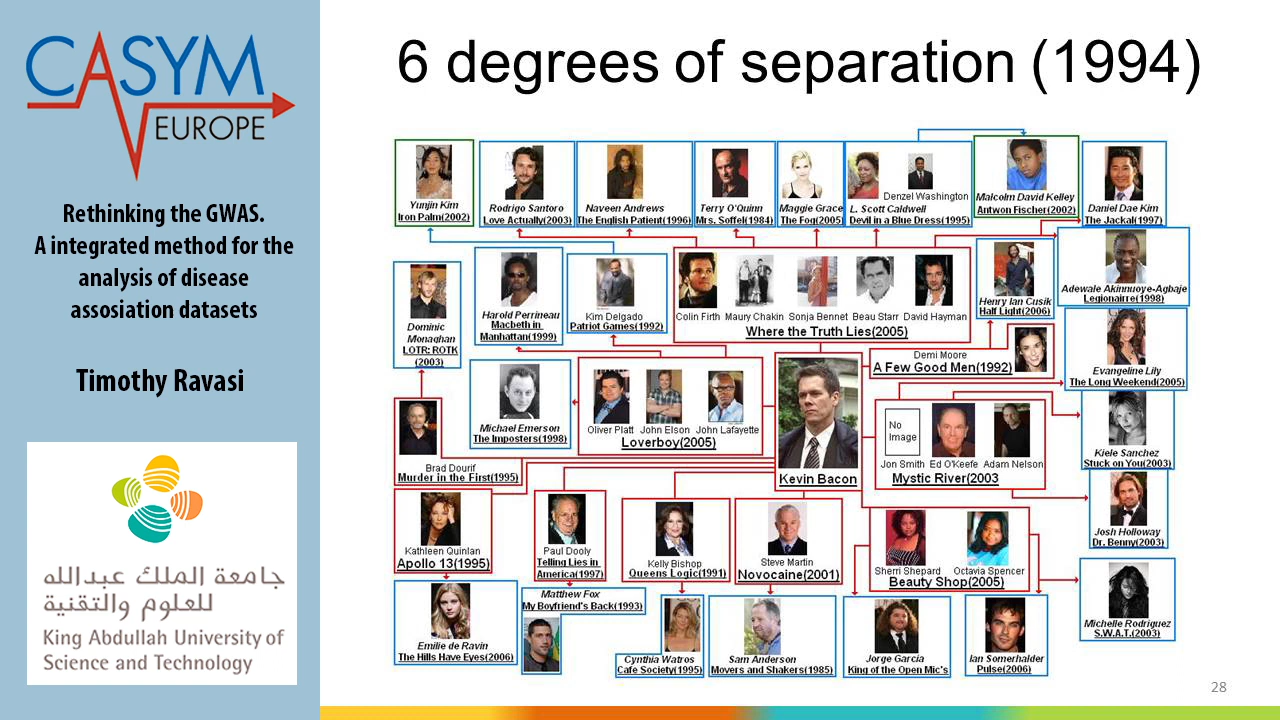 CASYM
EUROPE
Rethinking the GWAS.
A integrated method for the
analysis of disease
assosiation datasets
Timothy Ravasi
جامعة الملك عبدالله
للعلوم والتقنية
King Abdullah University of
Science and Technology
6 degrees of separation (1994)
Yunjin Kim
Iron Palm(2002)
Rodrigo Santoro
Love Actually(2003)
Naveen Andrews
The English Patient(1996)
Terry O'Quinn
Mrs. Soffel(1984)
Maggie Grace
The Fog(2005)
Denzel Washington
L. Scott Caldwell
Devil in a Blue Dress(1995)
Malcolm David Kelley
Antwon Fischer(2002)
Daniel Dae Kim
The Jackal(1997)
Dominic
Monaghan
LOTR: ROTK
(2003)
Harold Perrineau
Macbeth in
Manhattan(1999)
Kim Delgado
Patriot Games(1992)
Colin Firth Maury Chakin Sonja Bennet Beau Starr David Hayman
Where the Truth Lies(2005)
Henry Ian Cusik
Half Light(2006)
Adewale Akinnuoye-Agbaje
Legionairre(1998)
Demi Moore
A Few Good Men(1992)
Evangeline Lily
The Long Weekend(2005)
Michael Emerson
The Imposters(1998)
Oliver Platt John Elson John Lafayette
Loverboy(2005)
Kevin Bacon
No
Image
Jon Smith Ed O'Keefe Adam Nelson
Mystic River(2003
Kiele Sanchez
Stuck on You(2003)
Brad Dourif
Murder in the First(1995)
Josh Holloway
Dr. Benny(2003)
Kathleen Quinlan
Apollo 13(1995)
Paul Dooly
Telling Lies in
America(1997)
Kelly Bishop
Queens Logic(1991)
Steve Martin
Novocaine(2001)
Sherri Shepard Octavia Spencer
Beauty Shop(2005)
Michelle Rodriguez
S.W.A.T.(2003)
Emilie de Ravin
The Hills Have Eyes(2006)
Matthew Fox
My Boyfriend's Back(1993)
Cynthia Watros
Cafe Society(1995)
Sam Anderson
Movers and Shakers(1985)
Jorge Garcia
King of the Open Mic's
Ian Somerhalder
Pulse(2006)
28